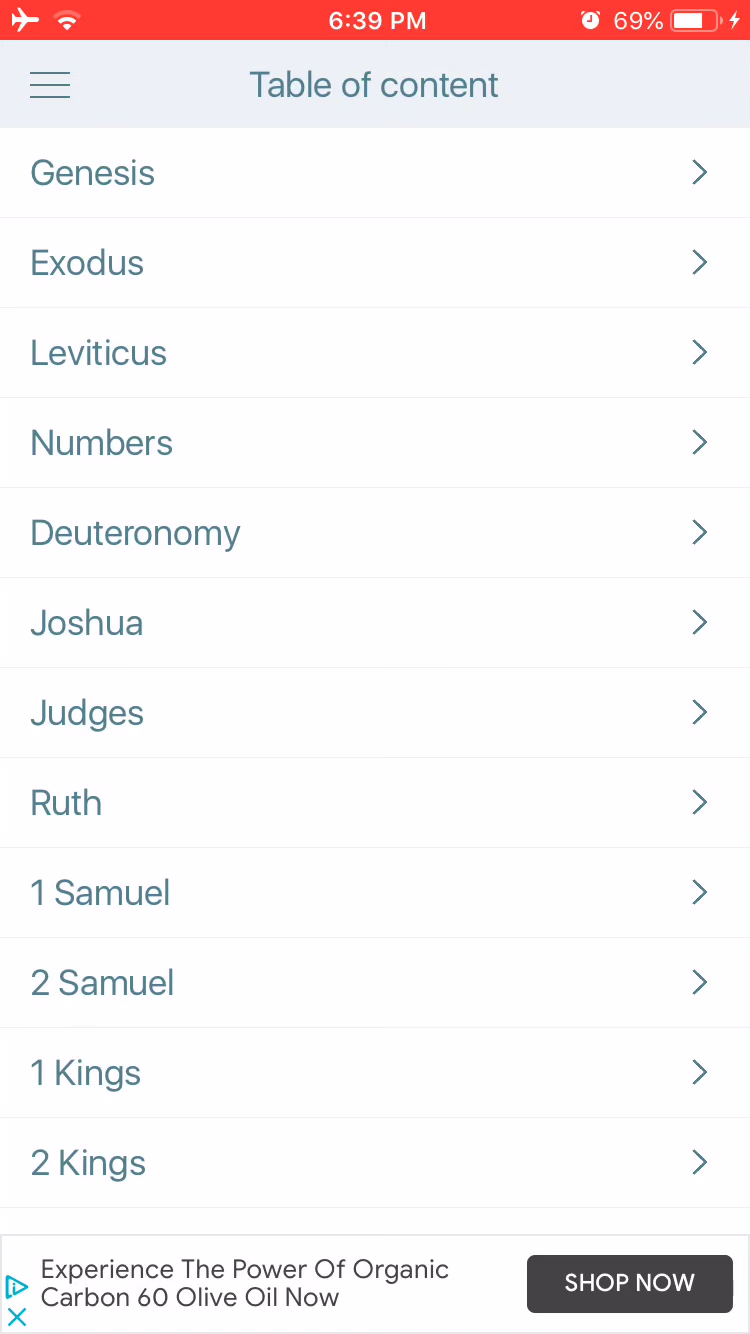 6:39 PM 69%
Table of content
Genesis
Exodus
Leviticus
Numbers
Deuteronomy
Joshua
Judges
Ruth
1 Samuel
2 Samuel
1 Kings
2 Kings
Experience The Power Of Organic
Carbon 60 Olive Oil Now
SHOP NOW